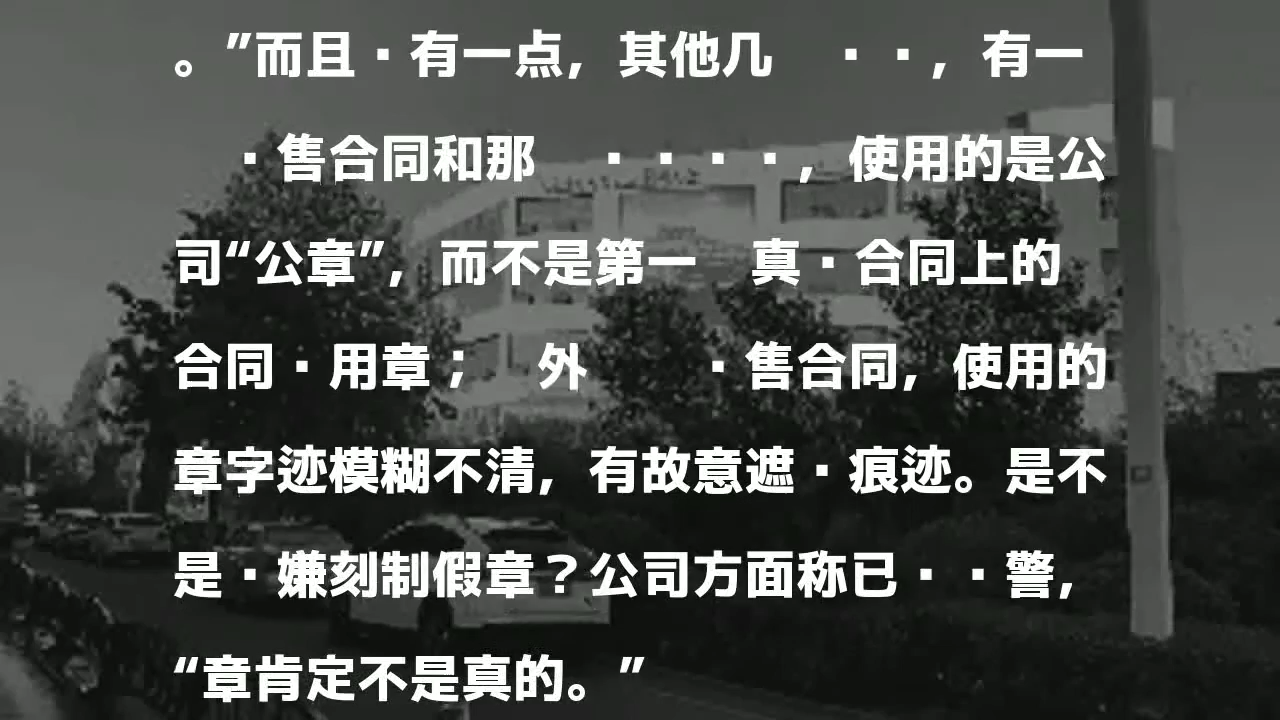 。”而且·有一点，其他几　··，有一
·售合同和那　····，使用的是公
司“公章”，而不是第一　真·合同上的
合同·用章；　外　　·售合同，使用的
章字迹模糊不清，有故意遮·痕迹。是不
是·嫌刻制假章？公司方面称已··警，
“章肯定不是真的。”